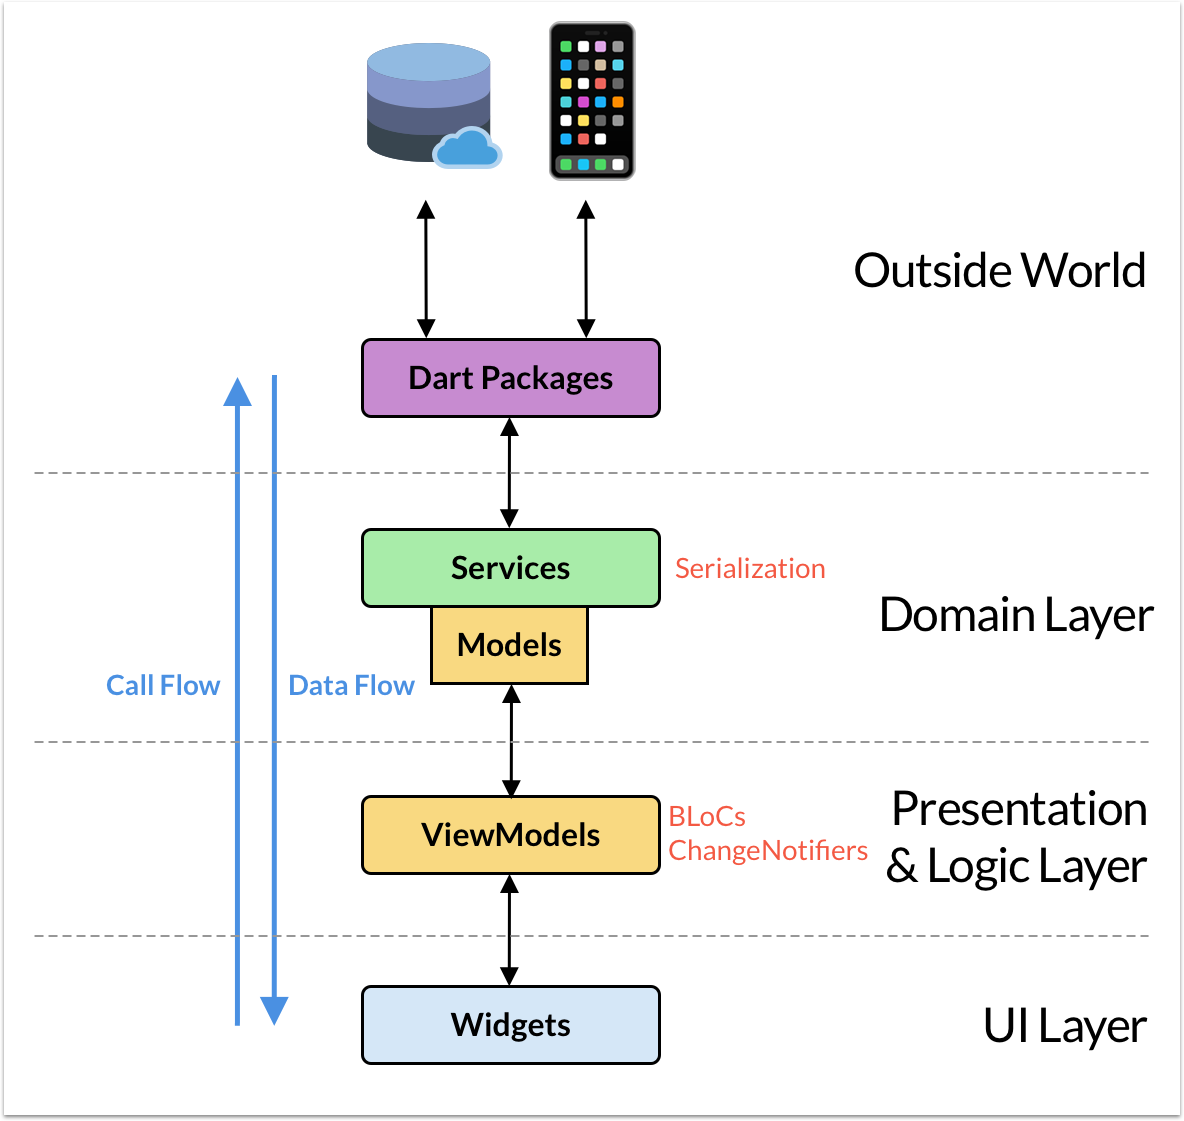 Outside World
Dart Packages
Services
Serialization
Domain Layer
Models
Call Flow
Data Flow
ViewModels
BLoCs
ChangeNotifiers
Presentation
& Logic Layer
Widgets
UI Layer